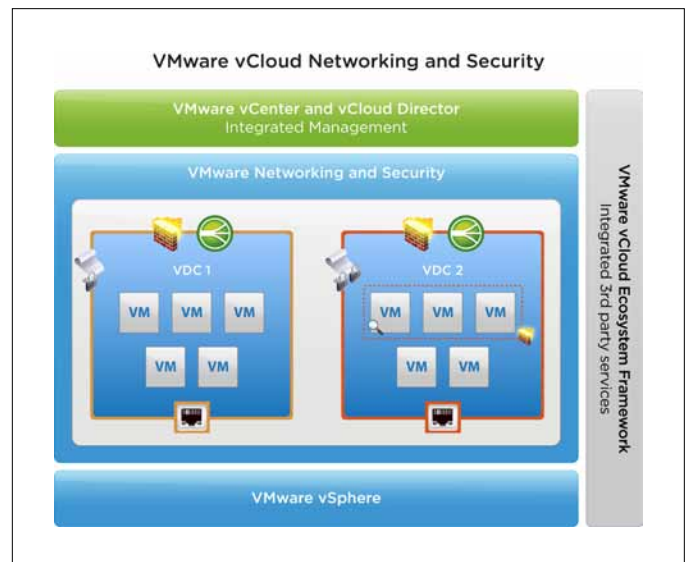 VMware vCloud Networking and Security
VMware vCenter and vCloud Director
Integrated Management
VMware Networking and Security
VDC 1
VM VM VM
VM VM
VDC 2
VM VM VM
VM VM
VMware vSphere
VMware vCloud Ecosystem Framework
Integrated 3rd party services